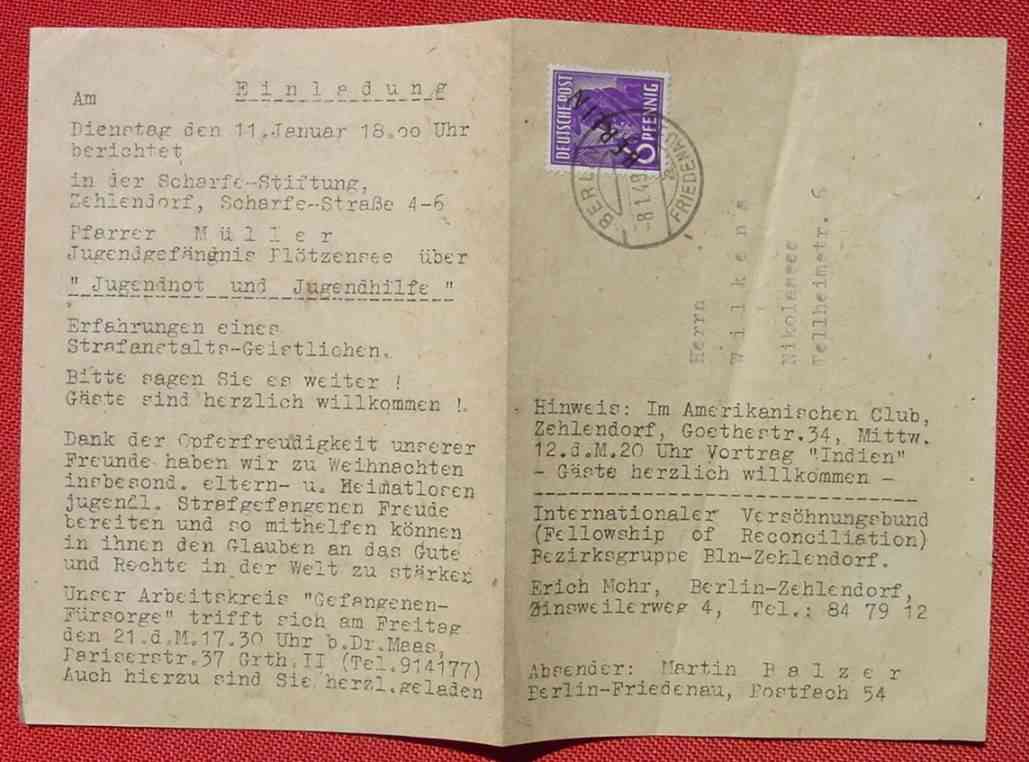 Einladung
Am
Dienstag den 11.Januar 18.oo Uhr
berichtet
in der Scharfe-Stiftung,
Zehlendorf, Scharfe-Straße 4-6
Pfarrer Müller
Jugendgefängnis Plötzensee über
" Jugendnot und Jugendhilfe "
Erfahrungen eines
Strafanstalts-Geistlichen.
Bitte sagen Sie es weiter !
Gäste sind herzlich willkommen !.
Dank der Opferfreudigkeit unserer
Freunde haben wir zu Weihnachten
insbesond. eltern- u. Heimatlosen
jugendl. Strafgefangenen Freude
bereiten und so mithelfen können
in ihnen den Glauben an das Gute
und Rechte in der Welt zu stärken
Unser Arbeitskreis "Gefangenen-
Fürsorge" trifft sich am Freitag
den 21.d.M.17.30 Uhr b.Dr.Maas,
Pariserstr.37 Grth.II (Tel.914177)
Auch hierzu sind Sie herzl.geladen
DEUTSCHE POST
6 PFENNIG
BERLIN
-8.1.49
FRIEDENAU
Herrn
Wilkens
Nikolassee
Tellheimstr. 6
Hinweis: Im Amerikanischen Club,
Zehlendorf, Goethestr.34, Mittw.
12.d.M.20 Uhr Vortrag "Indien"
- Gäste herzlich willkommen -
Internationaler Versöhnungsbund
(Fellowship of Reconciliation)
Bezirksgruppe Bln-Zehlendorf.
Erich Mohr, Berlin-Zehlendorf,
Zinsweilerweg 4, Tel.: 84 79 12
Absender: Martin Balzer
Berlin-Friedenau, Postfach 54